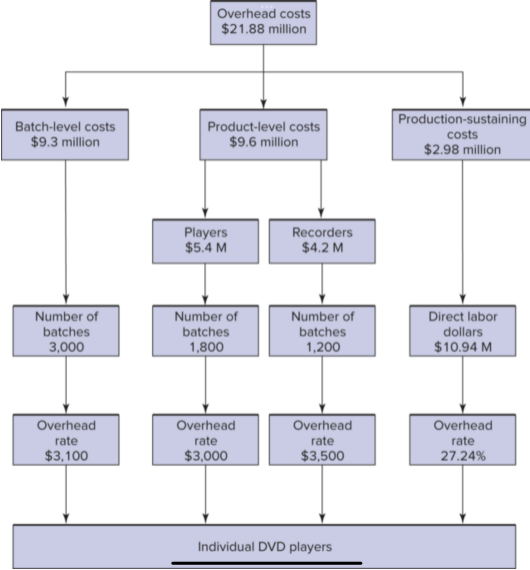 Overhead costs
$21.88 million
Batch-level costs
$9.3 million
Product-level costs
$9.6 million
Production-sustaining
costs
$2.98 million
Players
$5.4 M
Recorders
$4.2 M
Number of
batches
3,000
Number of
batches
1,800
Number of
batches
1,200
Direct labor
dollars
$10.94 M
Overhead
rate
$3,100
Overhead
rate
$3,000
Overhead
rate
$3,500
Overhead
rate
27.24%
Individual DVD players